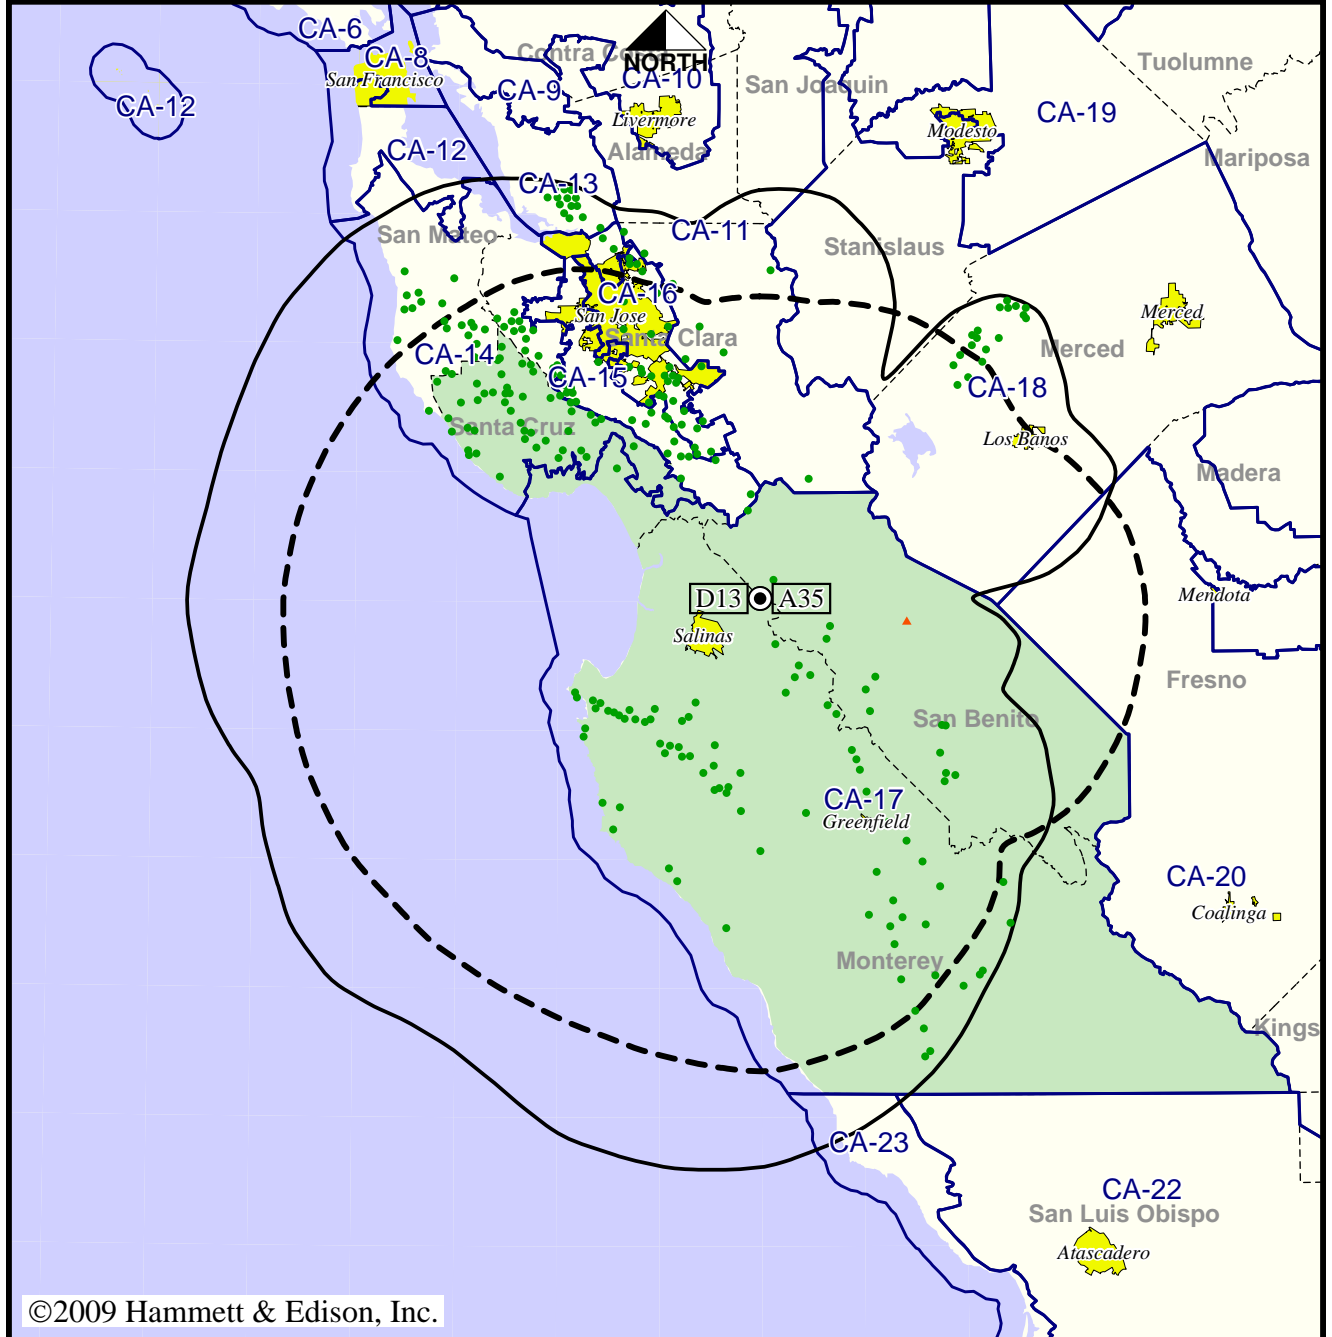 CA-6
CA-8
San Francisco
Contra Co
NORTH
CA-9
CA-10
CA-12
Livermore
Alameda
San Joaquin
Tuolumne
CA-19
Modesto
Mariposa
CA-12
CA-13
San Mateo
CA-11
Stanislaus
CA-16
San Jose
Santa Clara
Merced
Merced
CA-14
CA-15
CA-18
Santa Cruz
Los Banos
Madera
D13
A35
Mendota
Salinas
Fresno
San Benito
CA-17
Greenfield
CA-20
Coalinga
Monterey
Kings
CA-23
CA-22
San Luis Obispo
Atascadero
©2009 Hammett & Edison, Inc.